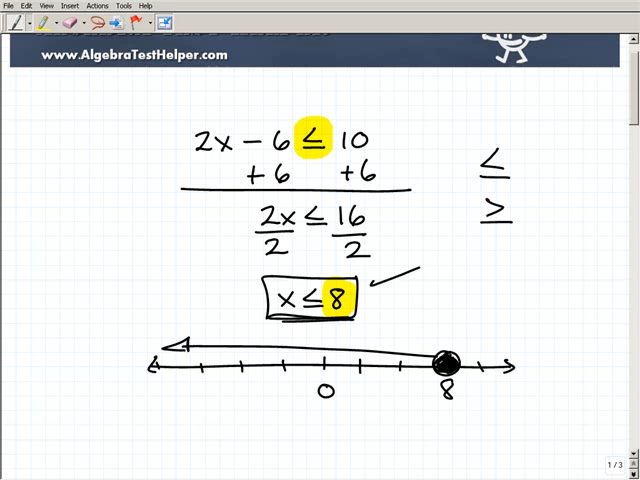 File Edit View Insert Actions Tools Help
www.AlgebraTestHelper.com
2x − 6 ≤ 10
+ 6 +6
≤
2x ≤ 16
≥
2 2
x ≤ 8
0 8
1 / 3